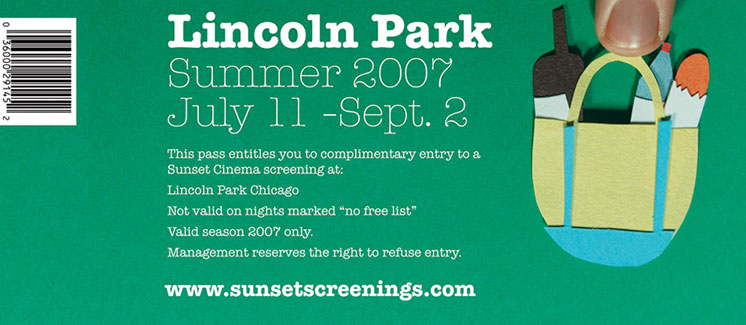 Lincoln Park
Summer 2007
July 11 -Sept. 2
This pass entitles you to complimentary entry to a
Sunset Cinema screening at:
Lincoln Park Chicago
Not valid on nights marked “no free list”
Valid season 2007 only.
Management reserves the right to refuse entry.
www.sunsetscreenings.com
0 36000 29145 2